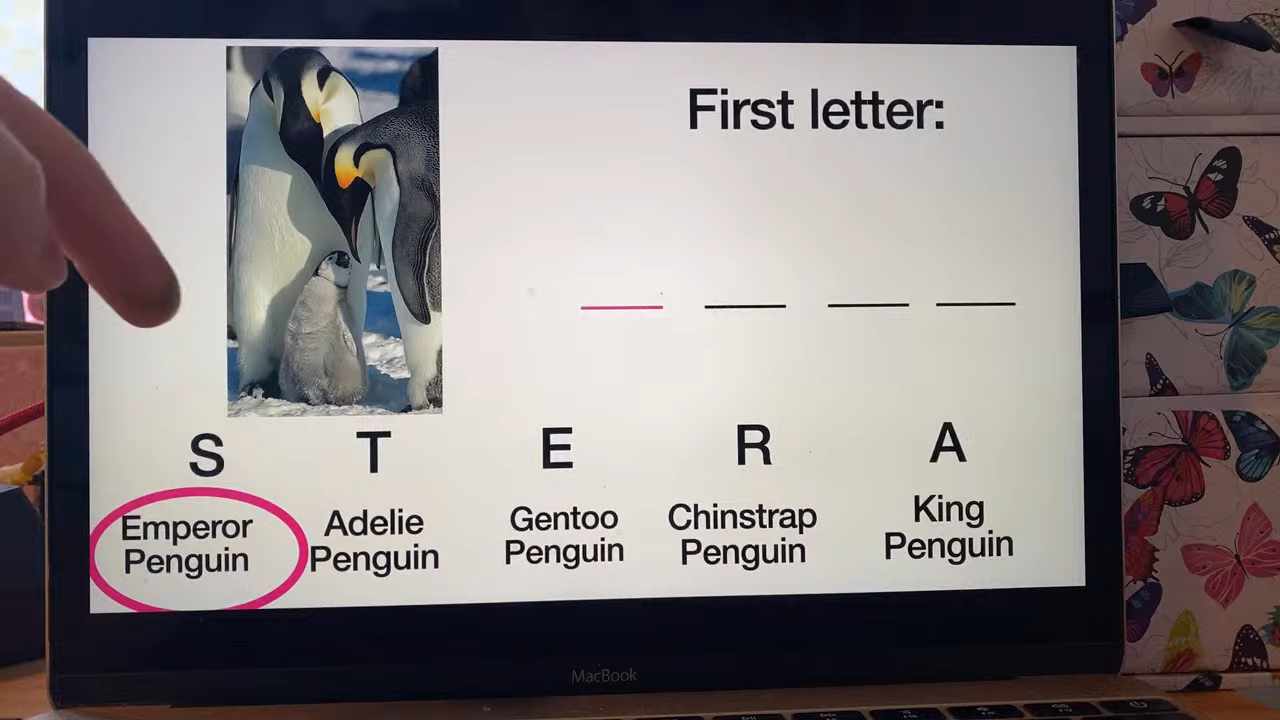 First letter:
S T E R A
Emperor Penguin
Adelie Penguin
Gentoo Penguin
Chinstrap Penguin
King Penguin
MacBook